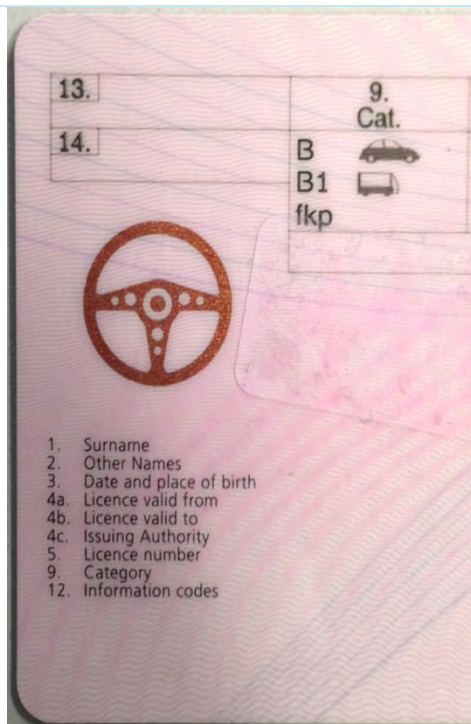 13.
9.
Cat.
14.
B
B1
fkp
1. Surname
2. Other Names
3. Date and place of birth
4a. Licence valid from
4b. Licence valid to
4c. Issuing Authority
5. Licence number
9. Category
12. Information codes